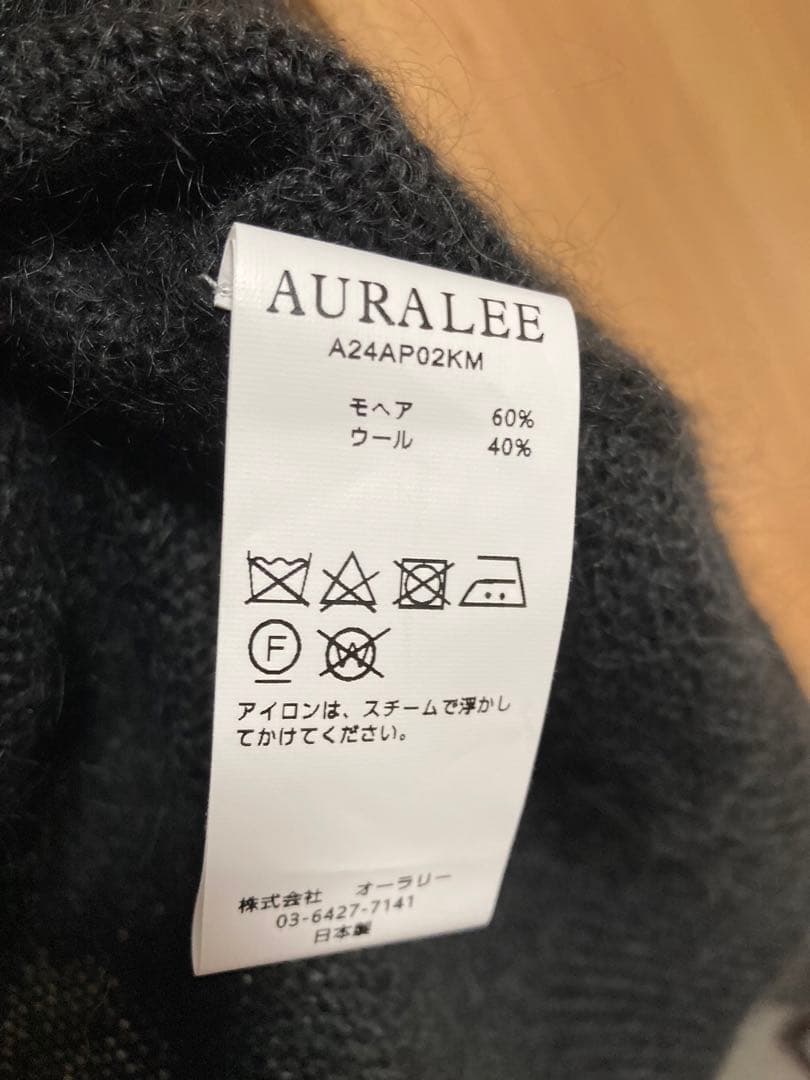 AURALEE
A24AP02KM
モヘア 60%
ウール 40%
F
W
アイロンは、スチームで浮かし
てかけてください。
株式会社 オーラリー
03-6427-7141
日本製